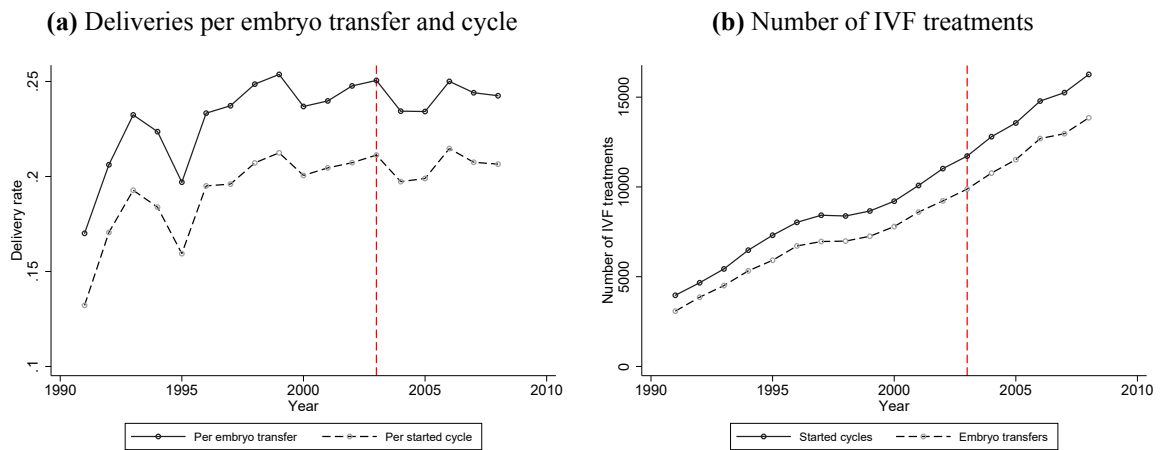 (a) Deliveries per embryo transfer and cycle
Delivery rate
.25
.2
.15
.1
1990 1995 2000 2005 2010
Year
Per embryo transfer Per started cycle
(b) Number of IVF treatments
Number of IVF treatments
15000
10000
5000
0
1990 1995 2000 2005 2010
Year
Started cycles Embryo transfers